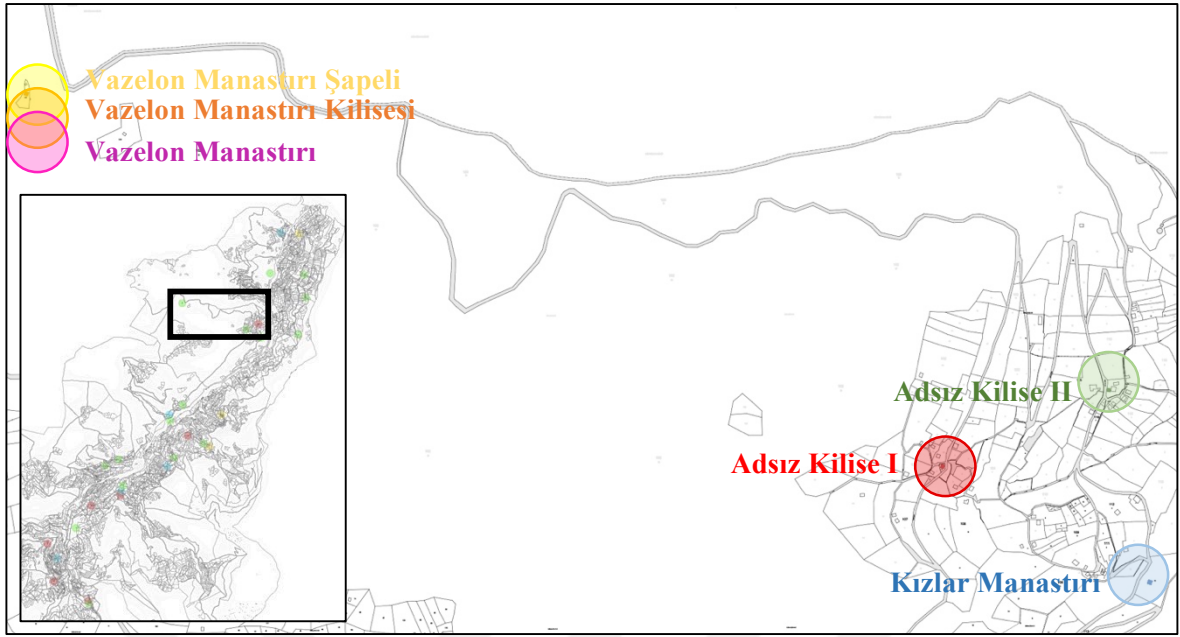 Vazelon Manastırı Şapeli
Vazelon Manastırı Kilisesi
Vazelon Manastırı
Adsız Kilise II
Adsız Kilise I
Kızlar Manastırı